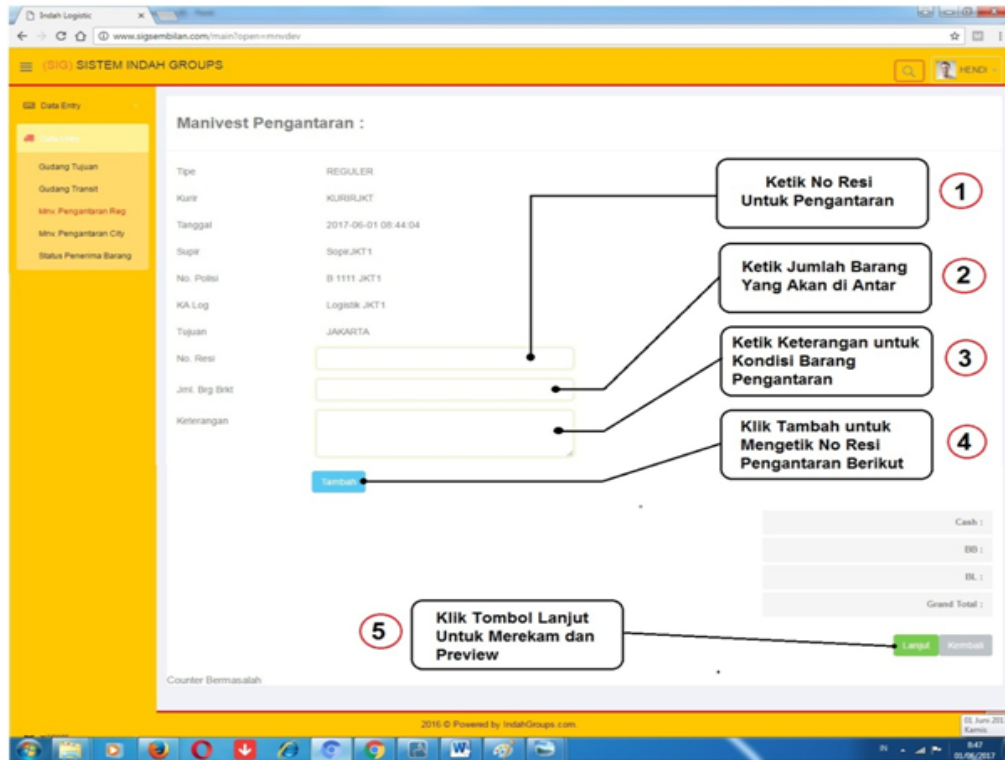 Indah Logistic
www.sigsembilan.com/main?open=mnvdev
(SIG) SISTEM INDAH GROUPS
HENDI
Data Entry
Gudang Tujuan
Gudang Transit
Mnv. Pengantaran Reg
Mnv. Pengantaran City
Status Penerima Barang
Manivest Pengantaran :
Tipe REGULER
Kurir KURIRJKT
Tanggal 2017-06-01 08:44:04
Supir SopirJKT1
No. Polisi B 1111 JKT1
KA Log Logistik JKT1
Tujuan JAKARTA
No. Resi
Jml. Brg Brkt
Keterangan
Tambah
Ketik No Resi
Untuk Pengantaran
1
Ketik Jumlah Barang
Yang Akan di Antar
2
Ketik Keterangan untuk
Kondisi Barang
Pengantaran
3
Klik Tambah untuk
Mengetik No Resi
Pengantaran Berikut
4
Cash :
BB :
BL :
Grand Total :
5
Klik Tombol Lanjut
Untuk Merekam dan
Preview
Lanjut Kembali
Counter Bermasalah
2016 © Powered by IndahGroups.com.
01 Juni 201
Kamis
IN
8:47
01/06/2017